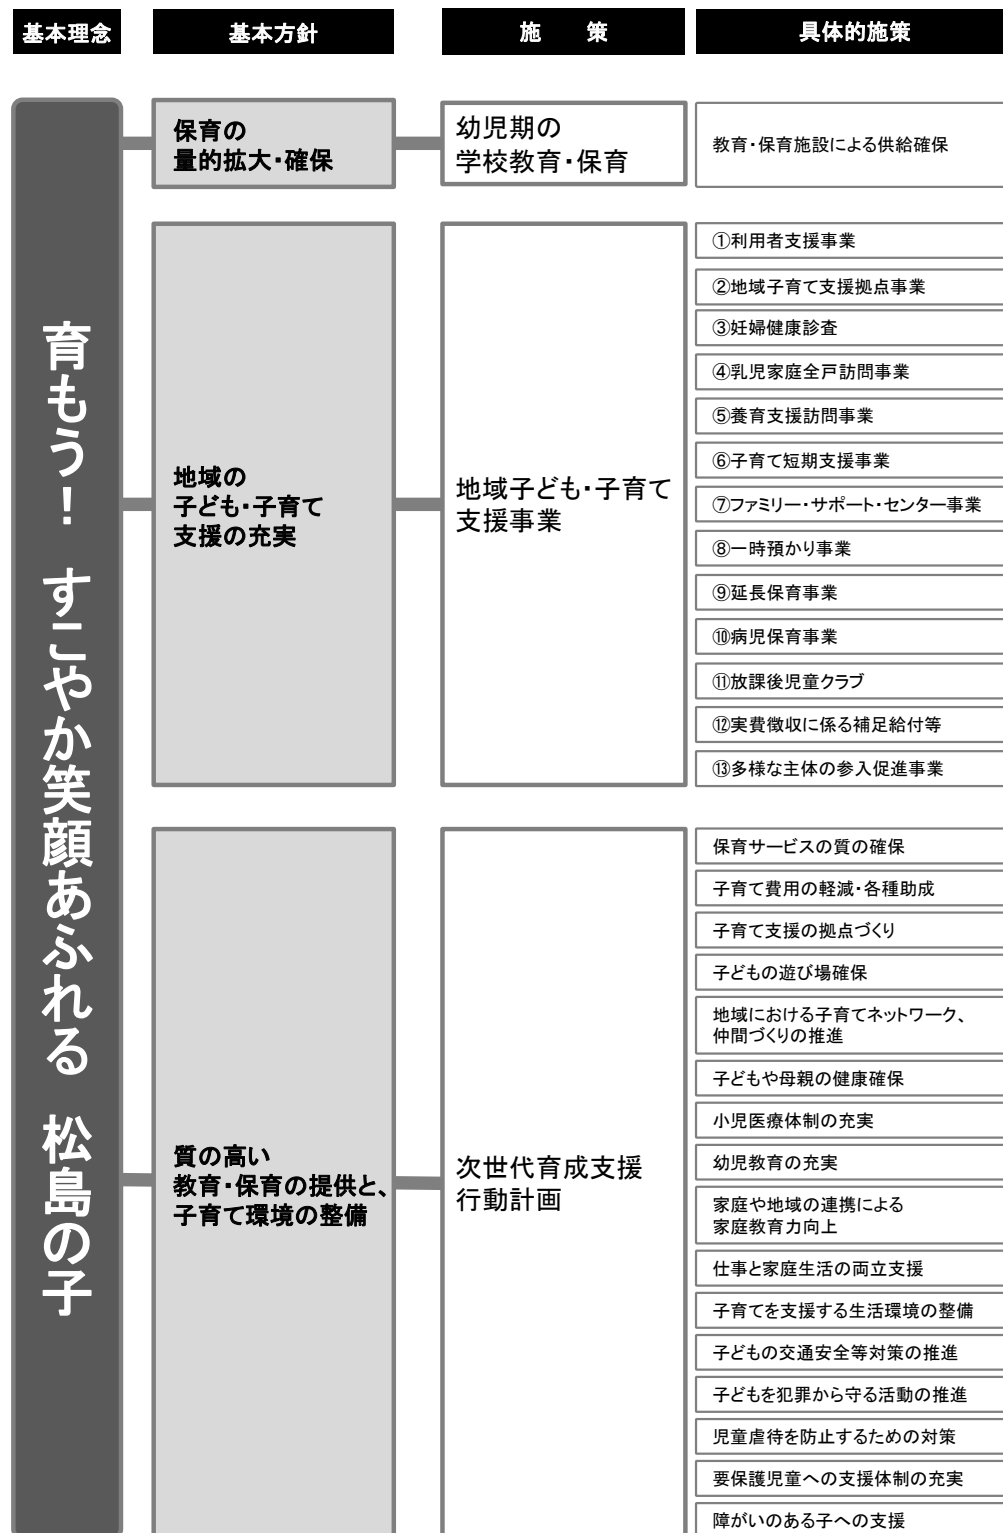 基本理念
基本方針
施　策
具体的施策
育もう！　すこやか笑顔あふれる　松島の子
保育の
量的拡大・確保
幼児期の
学校教育・保育
教育・保育施設による供給確保
地域の
子ども・子育て
支援の充実
地域子ども・子育て
支援事業
①利用者支援事業
②地域子育て支援拠点事業
③妊婦健康診査
④乳児家庭全戸訪問事業
⑤養育支援訪問事業
⑥子育て短期支援事業
⑦ファミリー・サポート・センター事業
⑧一時預かり事業
⑨延長保育事業
⑩病児保育事業
⑪放課後児童クラブ
⑫実費徴収に係る補足給付等
⑬多様な主体の参入促進事業
質の高い
教育・保育の提供と、
子育て環境の整備
次世代育成支援
行動計画
保育サービスの質の確保
子育て費用の軽減・各種助成
子育て支援の拠点づくり
子どもの遊び場確保
地域における子育てネットワーク、
仲間づくりの推進
子どもや母親の健康確保
小児医療体制の充実
幼児教育の充実
家庭や地域の連携による
家庭教育力向上
仕事と家庭生活の両立支援
子育てを支援する生活環境の整備
子どもの交通安全等対策の推進
子どもを犯罪から守る活動の推進
児童虐待を防止するための対策
要保護児童への支援体制の充実
障がいのある子への支援